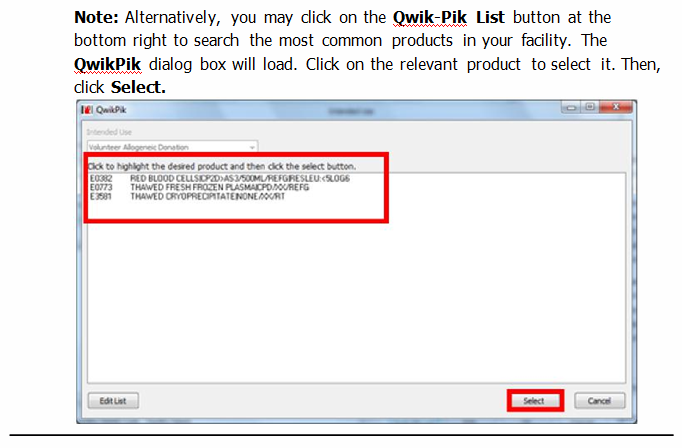 Note: Alternatively, you may click on the Qwik-Pik List button at the
bottom right to search the most common products in your facility. The
QwikPik dialog box will load. Click on the relevant product to select it. Then,
click Select.
QwikPik
Intended Use
Intended Use
Volunteer Allogeneic Donation
Click to highlight the desired product and then click the select button.
E0382 RED BLOOD CELLS|CP2D>AS3/500mL/REFG|RESLEU:<5LOG6
E0773 THAWED FRESH FROZEN PLASMA|CPD/XX/REFG
E3581 THAWED CRYOPRECIPITATE|NONE/XX/RT
Edit List
Select
Cancel